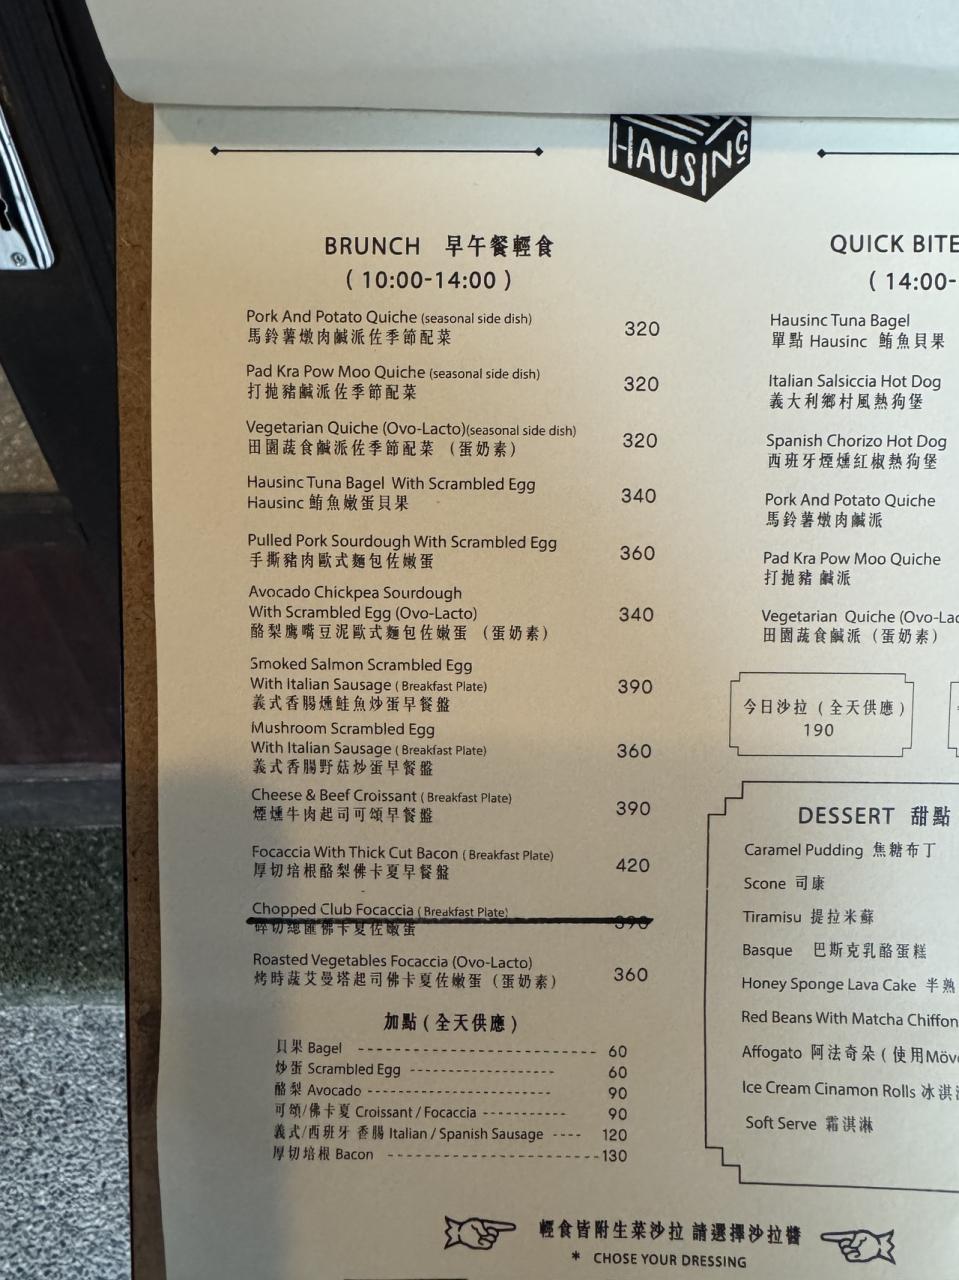 HAUSINC
BRUNCH 早午餐輕食
( 10:00-14:00 )
Pork And Potato Quiche (seasonal side dish)
馬鈴薯燉肉鹹派佐季節配菜
320
Pad Kra Pow Moo Quiche (seasonal side dish)
打拋豬鹹派佐季節配菜
320
Vegetarian Quiche (Ovo-Lacto)(seasonal side dish)
田園蔬食鹹派佐季節配菜 (蛋奶素)
320
Hausinc Tuna Bagel With Scrambled Egg
Hausinc 鮪魚嫩蛋貝果
340
Pulled Pork Sourdough With Scrambled Egg
手撕豬肉歐式麵包佐嫩蛋
360
Avocado Chickpea Sourdough
With Scrambled Egg (Ovo-Lacto)
酪梨鷹嘴豆泥歐式麵包佐嫩蛋 (蛋奶素)
340
Smoked Salmon Scrambled Egg
With Italian Sausage ( Breakfast Plate)
義式香腸燻鮭魚炒蛋早餐盤
390
Mushroom Scrambled Egg
With Italian Sausage ( Breakfast Plate)
義式香腸野菇炒蛋早餐盤
360
Cheese & Beef Croissant ( Breakfast Plate)
煙燻牛肉起司可頌早餐盤
390
Focaccia With Thick Cut Bacon ( Breakfast Plate)
厚切培根酪梨佛卡夏早餐盤
420
Chopped Club Focaccia ( Breakfast Plate)
碎切總匯佛卡夏佐嫩蛋
390
Roasted Vegetables Focaccia (Ovo-Lacto)
烤時蔬艾曼塔起司佛卡夏佐嫩蛋 (蛋奶素)
360
加點 (全天供應)
貝果 Bagel 60
炒蛋 Scrambled Egg 60
酪梨 Avocado 90
可頌/佛卡夏 Croissant / Focaccia 90
義式/西班牙 香腸 Italian / Spanish Sausage 120
厚切培根 Bacon 130
QUICK BITE
( 14:00-
Hausinc Tuna Bagel
單點 Hausinc 鮪魚貝果
Italian Salsiccia Hot Dog
義大利鄉村風熱狗堡
Spanish Chorizo Hot Dog
西班牙煙燻紅椒熱狗堡
Pork And Potato Quiche
馬鈴薯燉肉鹹派
Pad Kra Pow Moo Quiche
打拋豬 鹹派
Vegetarian Quiche (Ovo-Lac
田園蔬食鹹派 (蛋奶素)
今日沙拉 (全天供應)
190
DESSERT 甜點
Caramel Pudding 焦糖布丁
Scone 司康
Tiramisu 提拉米蘇
Basque 巴斯克乳酪蛋糕
Honey Sponge Lava Cake 半熟
Red Beans With Matcha Chiffon
Affogato 阿法奇朵 ( 使用Möv
Ice Cream Cinamon Rolls 冰淇
Soft Serve 霜淇淋
輕食皆附生菜沙拉 請選擇沙拉醬
* CHOSE YOUR DRESSING